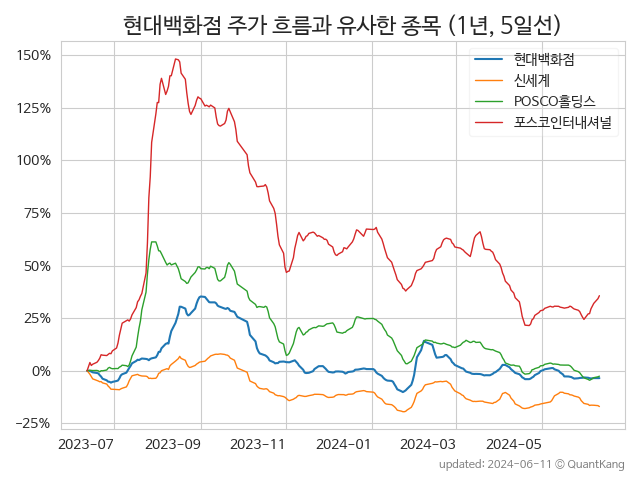 현대백화점 주가 흐름과 유사한 종목 (1년, 5일선)
현대백화점
신세계
POSCO홀딩스
포스코인터내셔널
150%
125%
100%
75%
50%
25%
0%
−25%
2023-07 2023-09 2023-11 2024-01 2024-03 2024-05
updated: 2024-06-11 © QuantKang